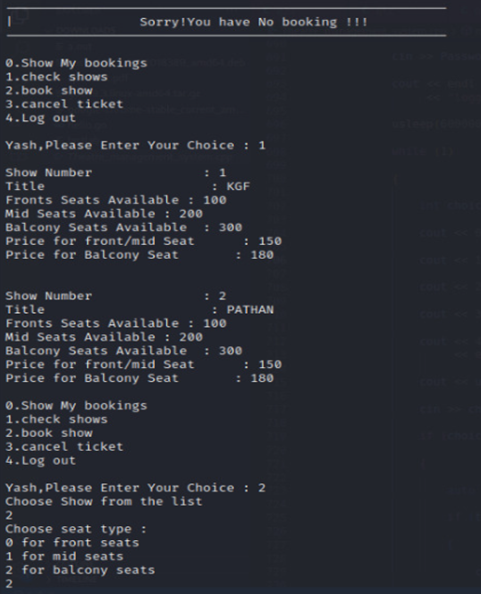 | Sorry!You have No booking !!!
0.Show My bookings
1.check shows
2.book show
3.cancel ticket
4.Log out
Yash,Please Enter Your Choice : 1
Show Number : 1
Title : KGF
Fronts Seats Available : 100
Mid Seats Available : 200
Balcony Seats Available : 300
Price for front/mid Seat : 150
Price for Balcony Seat : 180
Show Number : 2
Title : PATHAN
Fronts Seats Available : 100
Mid Seats Available : 200
Balcony Seats Available : 300
Price for front/mid Seat : 150
Price for Balcony Seat : 180
0.Show My bookings
1.check shows
2.book show
3.cancel ticket
4.Log out
Yash,Please Enter Your Choice : 2
Choose Show from the list
2
Choose seat type :
0 for front seats
1 for mid seats
2 for balcony seats
2